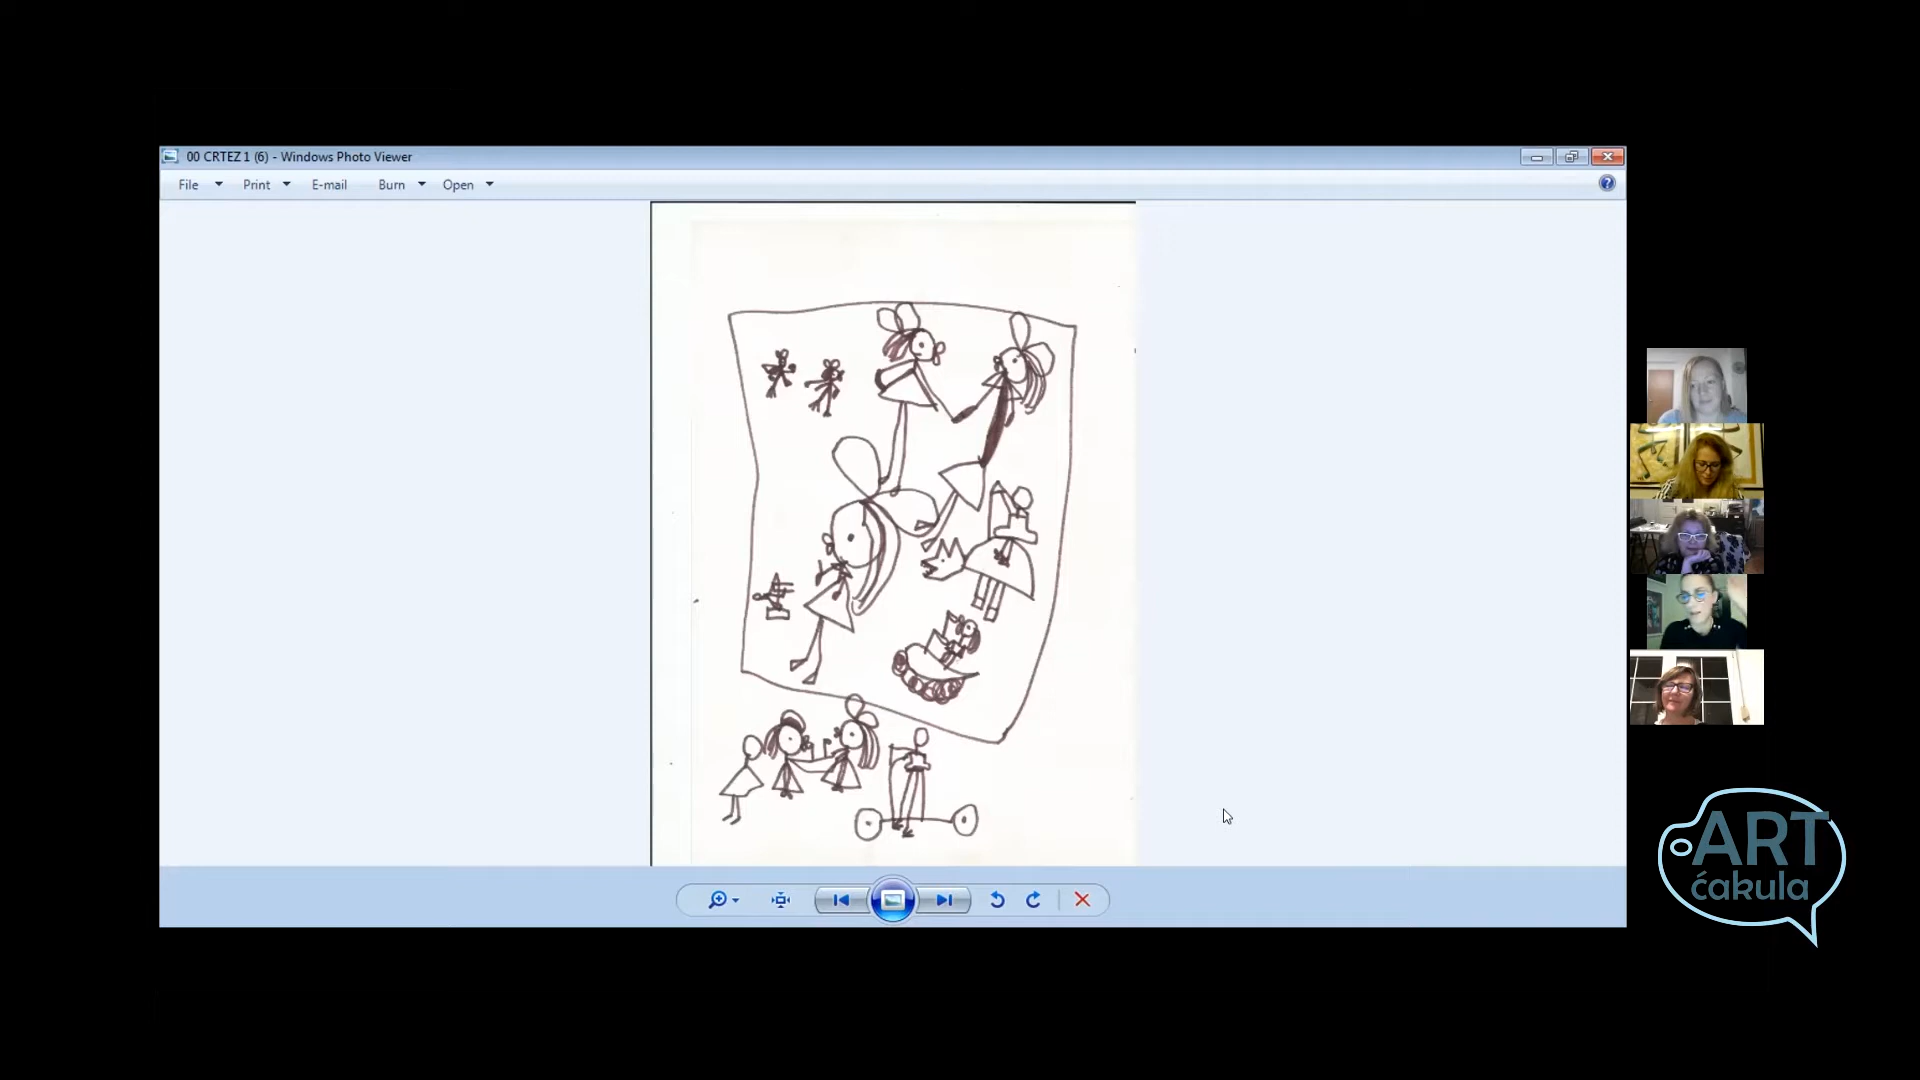 00 CRTEZ 1 (6) - Windows Photo Viewer
File Print E-mail Burn Open
ART
ćakula